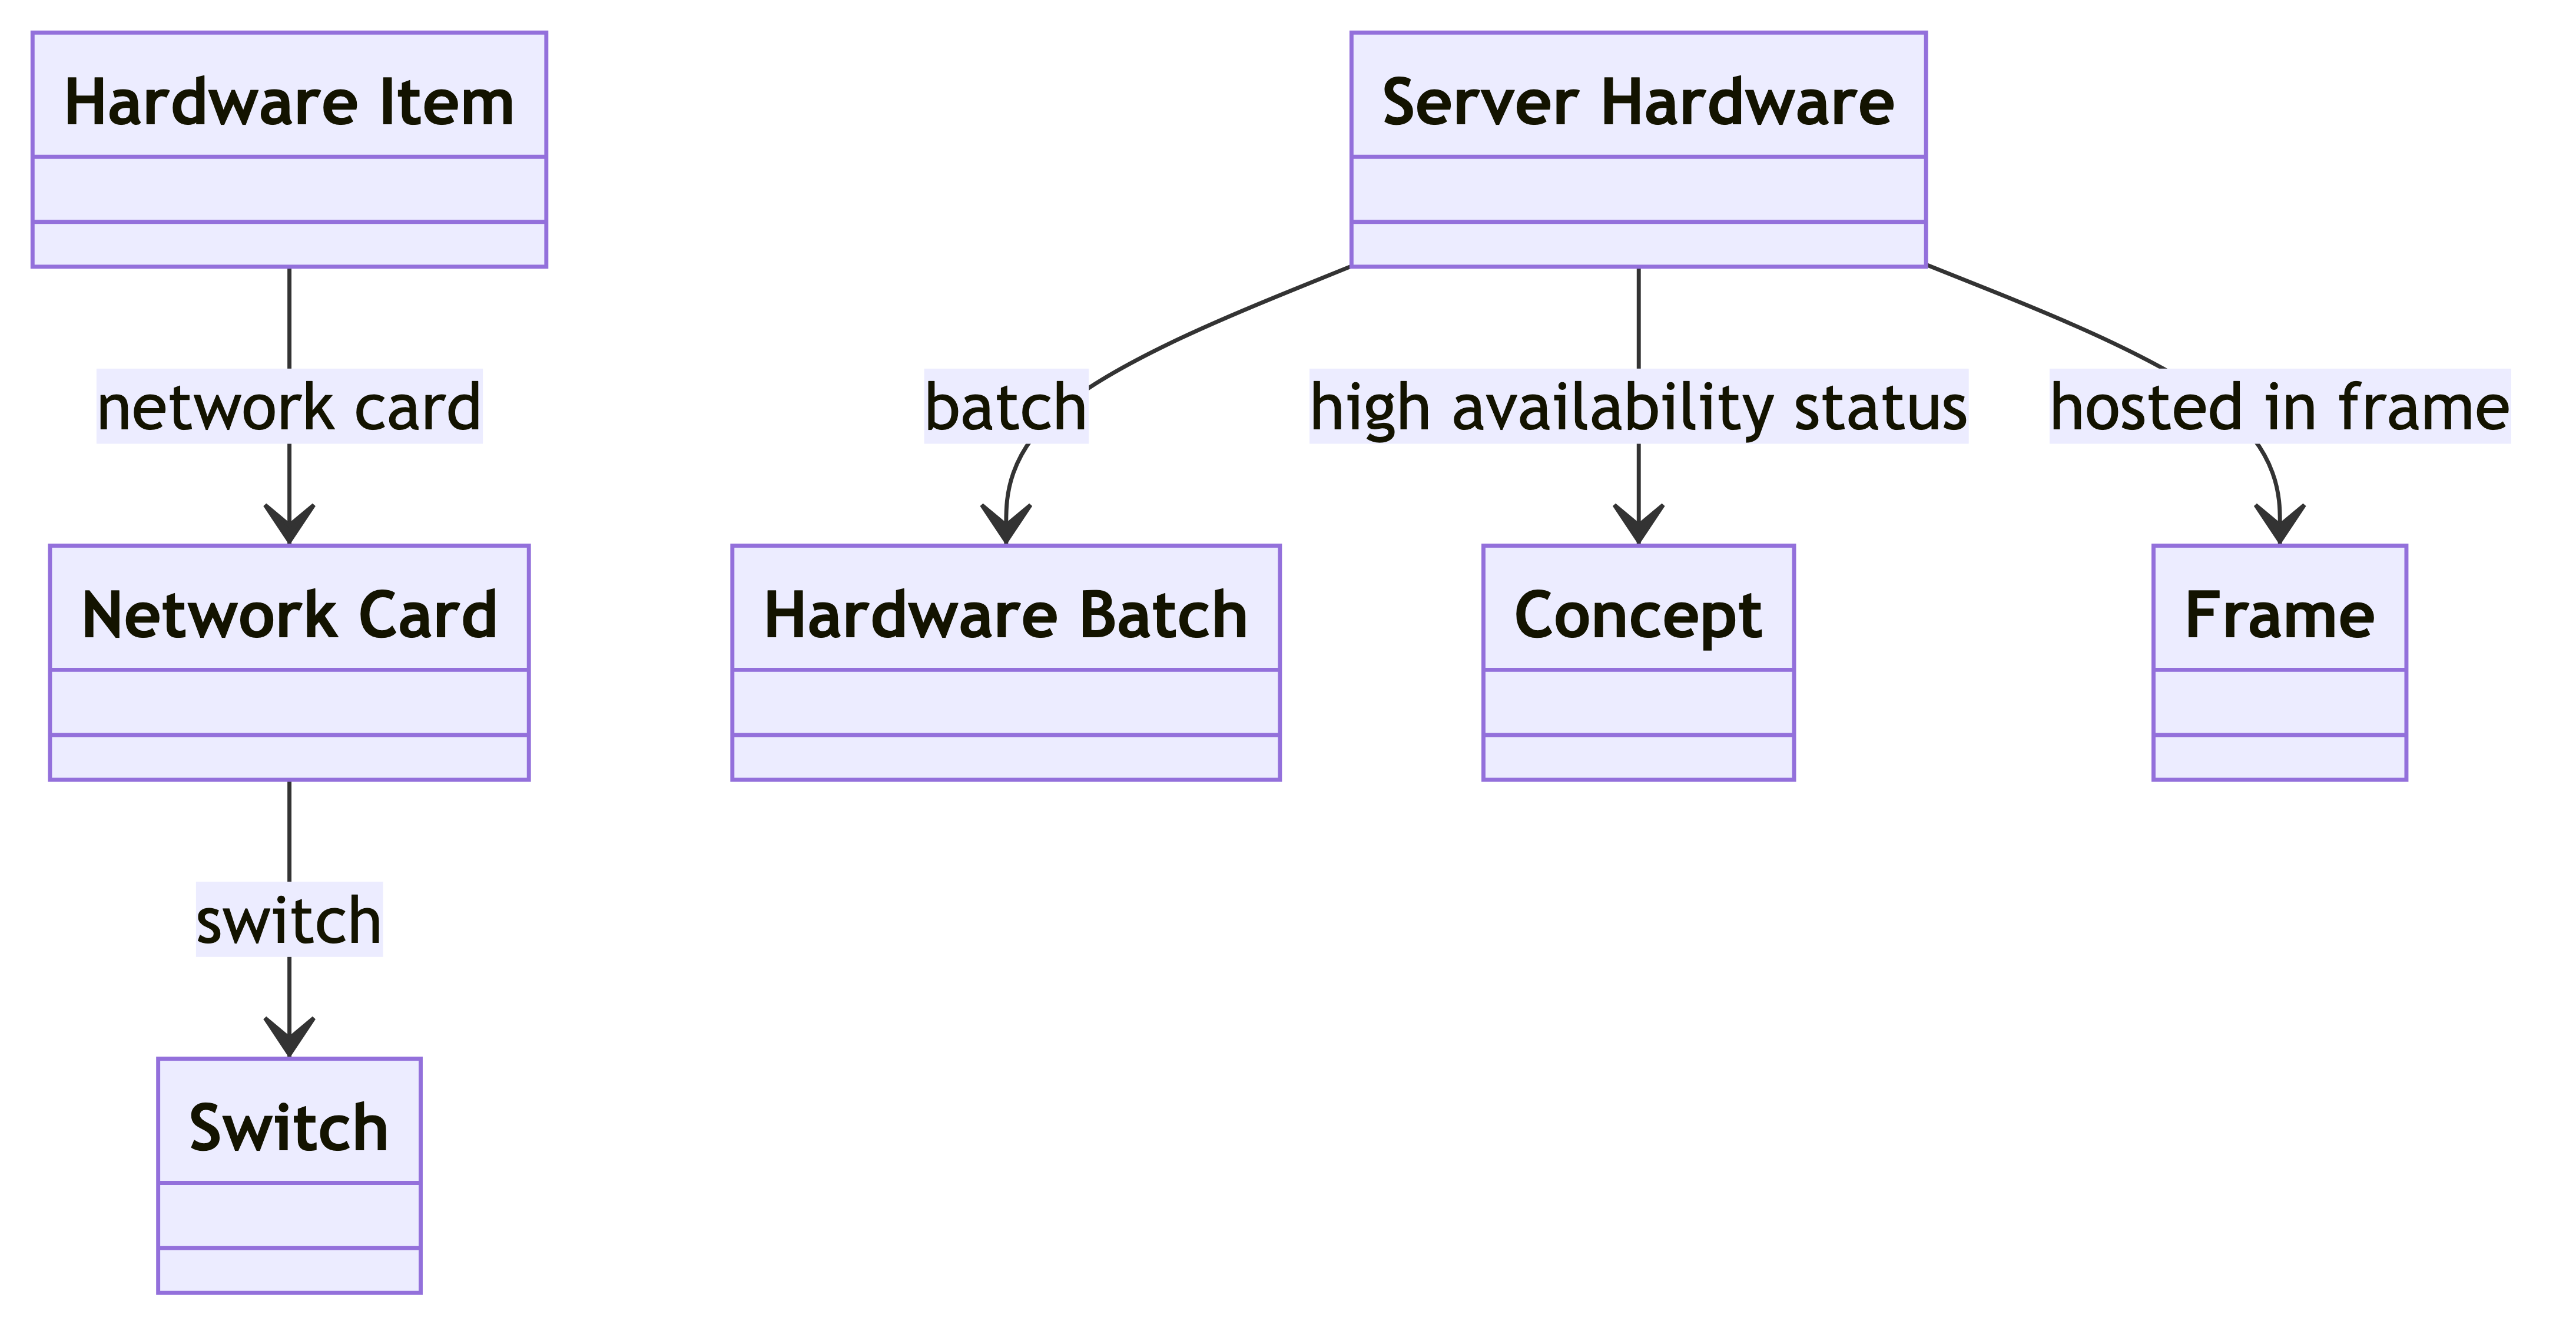 Hardware Item
Server Hardware
network card
batch
high availability status
hosted in frame
Network Card
Hardware Batch
Concept
Frame
switch
Switch